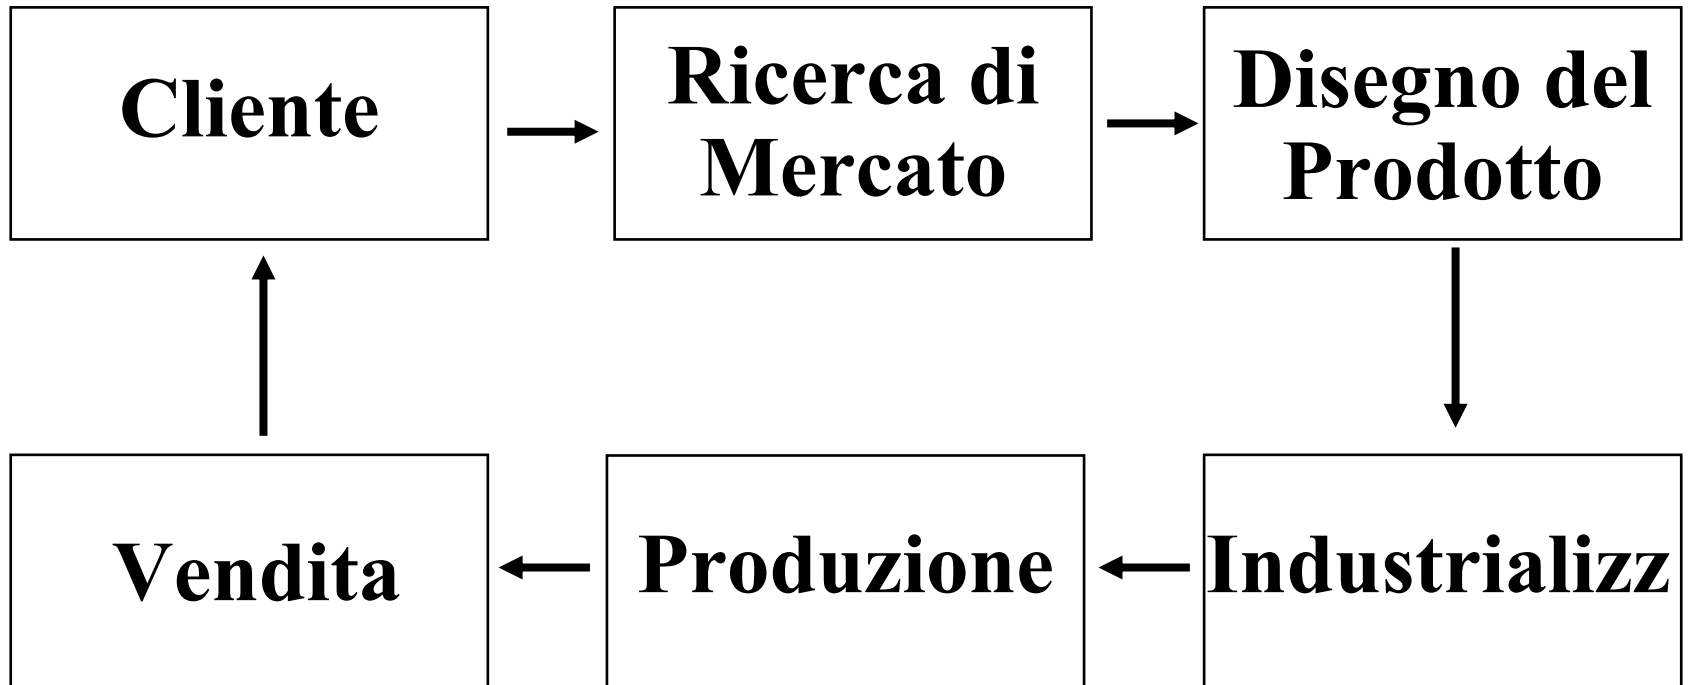 Cliente
Ricerca di
Mercato
Disegno del
Prodotto
Vendita
Produzione
Industrializz